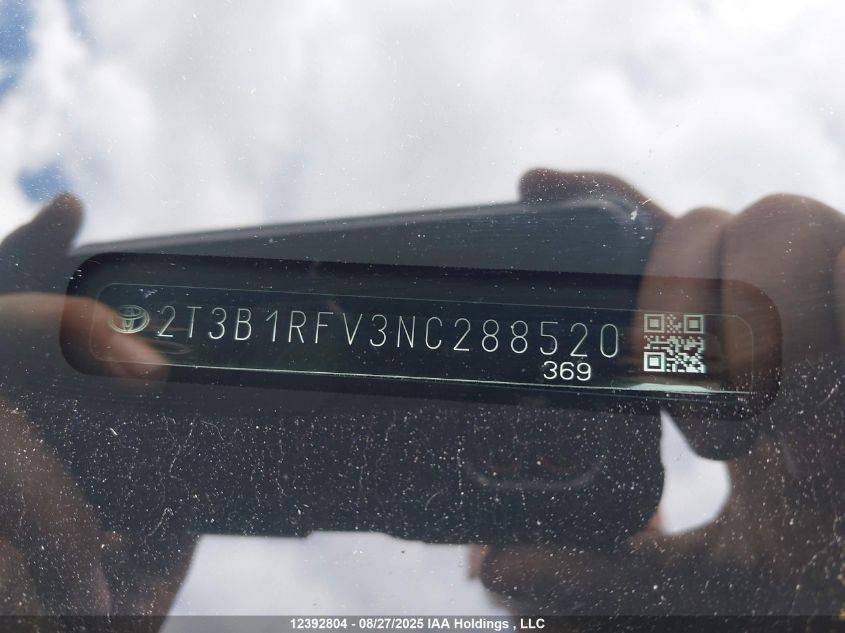 2T3B1RFV3NC288520
369
12392804 - 08/27/2025 IAA Holdings , LLC